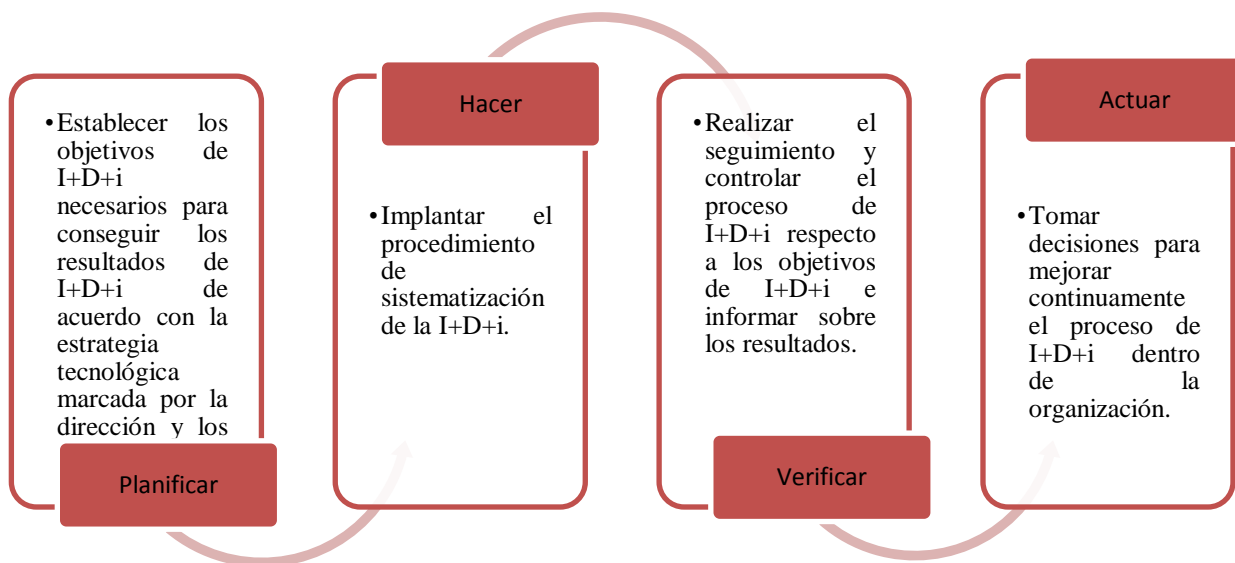 •Establecer los
objetivos de
I+D+i
necesarios para
conseguir los
resultados de
I+D+i de
acuerdo con la
estrategia
tecnológica
marcada por la
dirección y los
Planificar
Hacer
•Implantar el
procedimiento
de
sistematización
de la I+D+i.
•Realizar el
seguimiento y
controlar el
proceso de
I+D+i respecto
a los objetivos
de I+D+i e
informar sobre
los resultados.
Verificar
Actuar
•Tomar
decisiones para
mejorar
continuamente
el proceso de
I+D+i dentro
de la
organización.